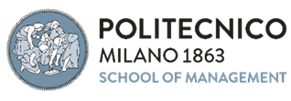 POLITECNICO
MILANO 1863
SCHOOL OF MANAGEMENT